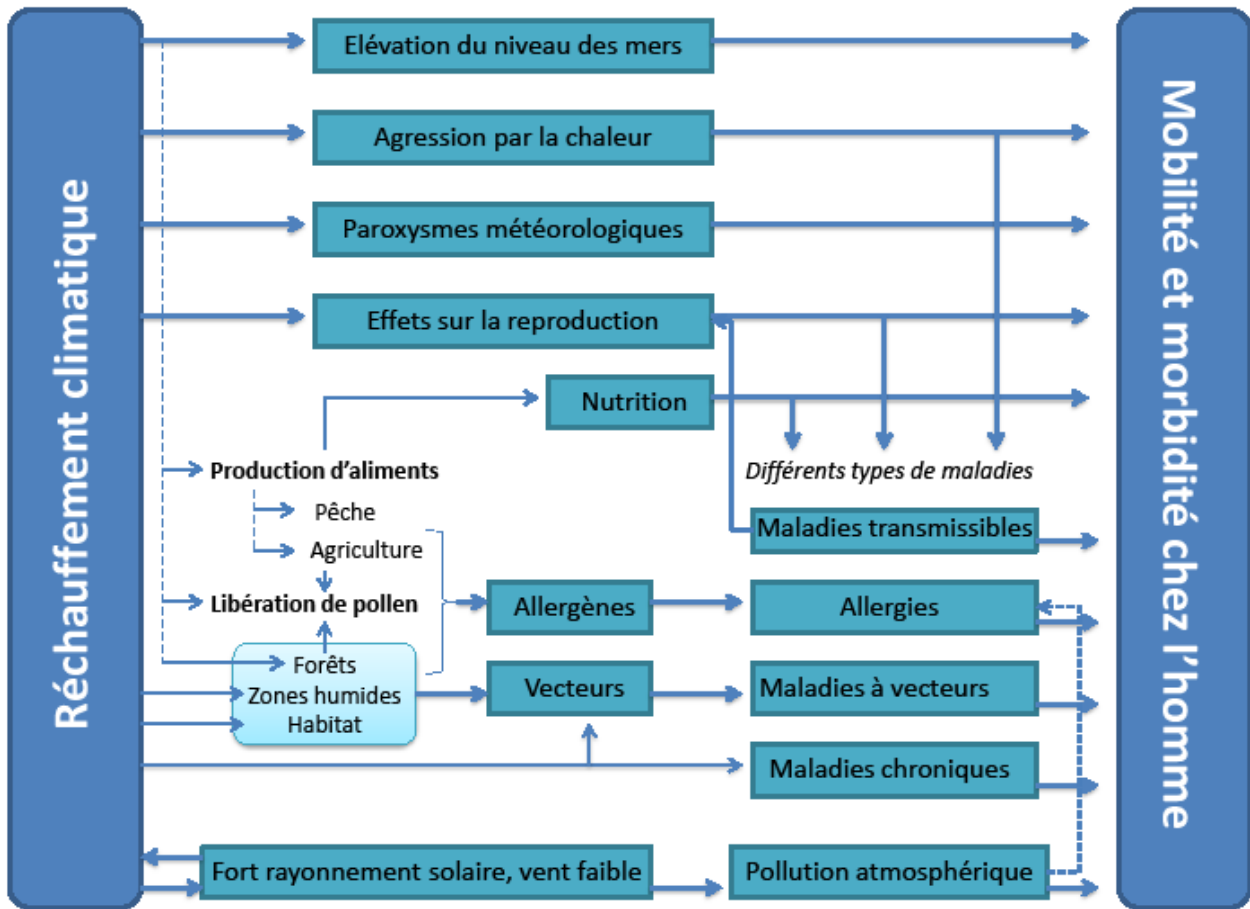 Réchauffement climatique
Elévation du niveau des mers
Agression par la chaleur
Paroxysmes météorologiques
Effets sur la reproduction
Nutrition
Production d'aliments
Différents types de maladies
Pêche
Maladies transmissibles
Agriculture
Libération de pollen
Allergènes
Allergies
Forêts
Zones humides
Habitat
Vecteurs
Maladies à vecteurs
Maladies chroniques
Fort rayonnement solaire, vent faible
Pollution atmosphérique
Mobilité et morbidité chez l'homme